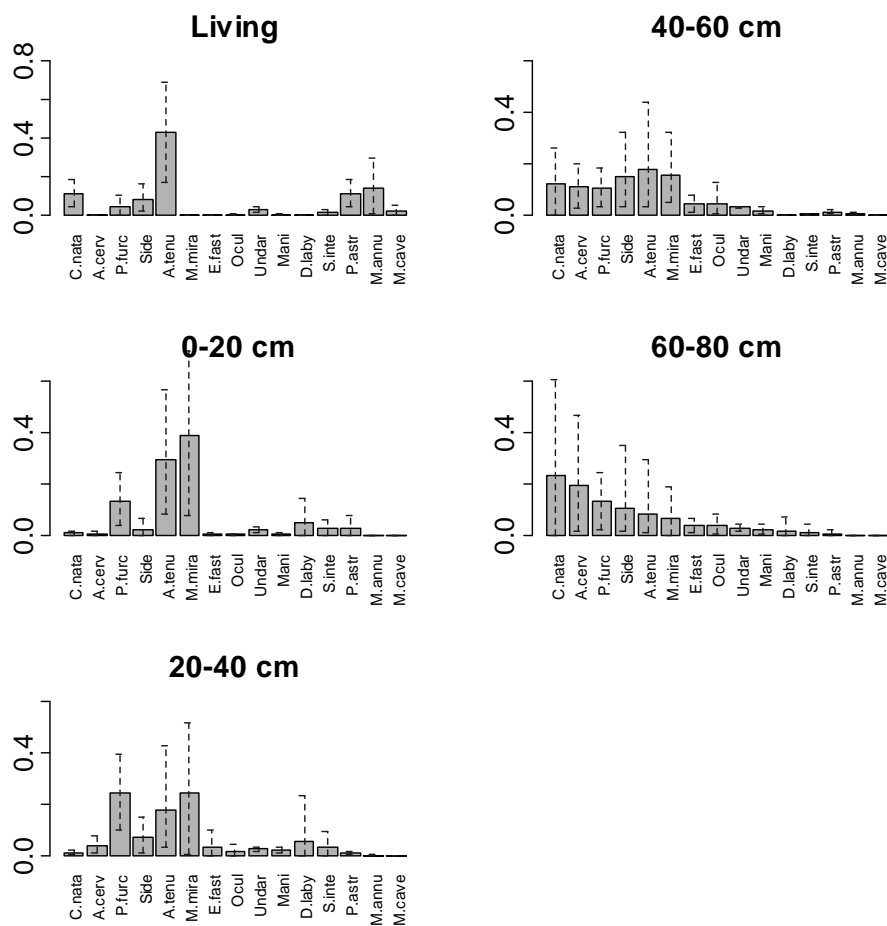 Living
0.0 0.4 0.8
C.nata A.cerv P.furc Side A.tenu M.mira E.fast Ocul Undar Mani D.laby S.inte P.astr M.annu M.cave
40-60 cm
0.0 0.4
C.nata A.cerv P.furc Side A.tenu M.mira E.fast Ocul Undar Mani D.laby S.inte P.astr M.annu M.cave
0-20 cm
0.0 0.4
C.nata A.cerv P.furc Side A.tenu M.mira E.fast Ocul Undar Mani D.laby S.inte P.astr M.annu M.cave
60-80 cm
0.0 0.4
C.nata A.cerv P.furc Side A.tenu M.mira E.fast Ocul Undar Mani D.laby S.inte P.astr M.annu M.cave
20-40 cm
0.0 0.4
C.nata A.cerv P.furc Side A.tenu M.mira E.fast Ocul Undar Mani D.laby S.inte P.astr M.annu M.cave